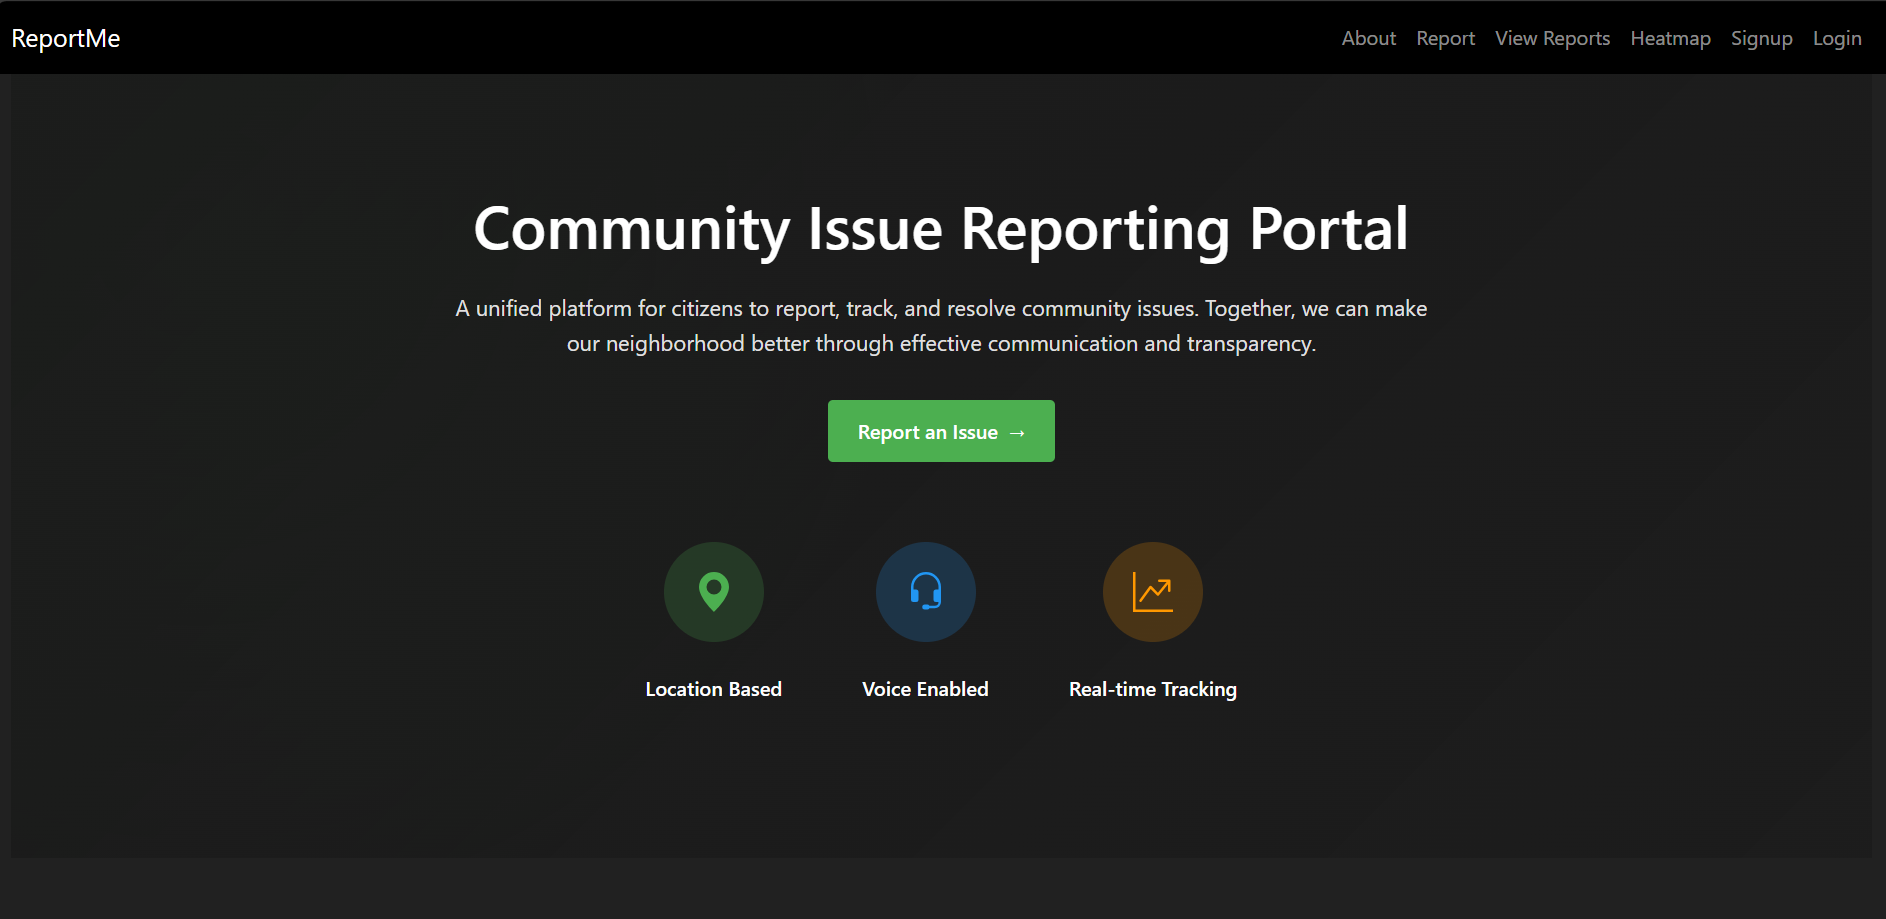 ReportMe
About Report View Reports Heatmap Signup Login
Community Issue Reporting Portal
A unified platform for citizens to report, track, and resolve community issues. Together, we can make
our neighborhood better through effective communication and transparency.
Report an Issue →
Location Based
Voice Enabled
Real-time Tracking